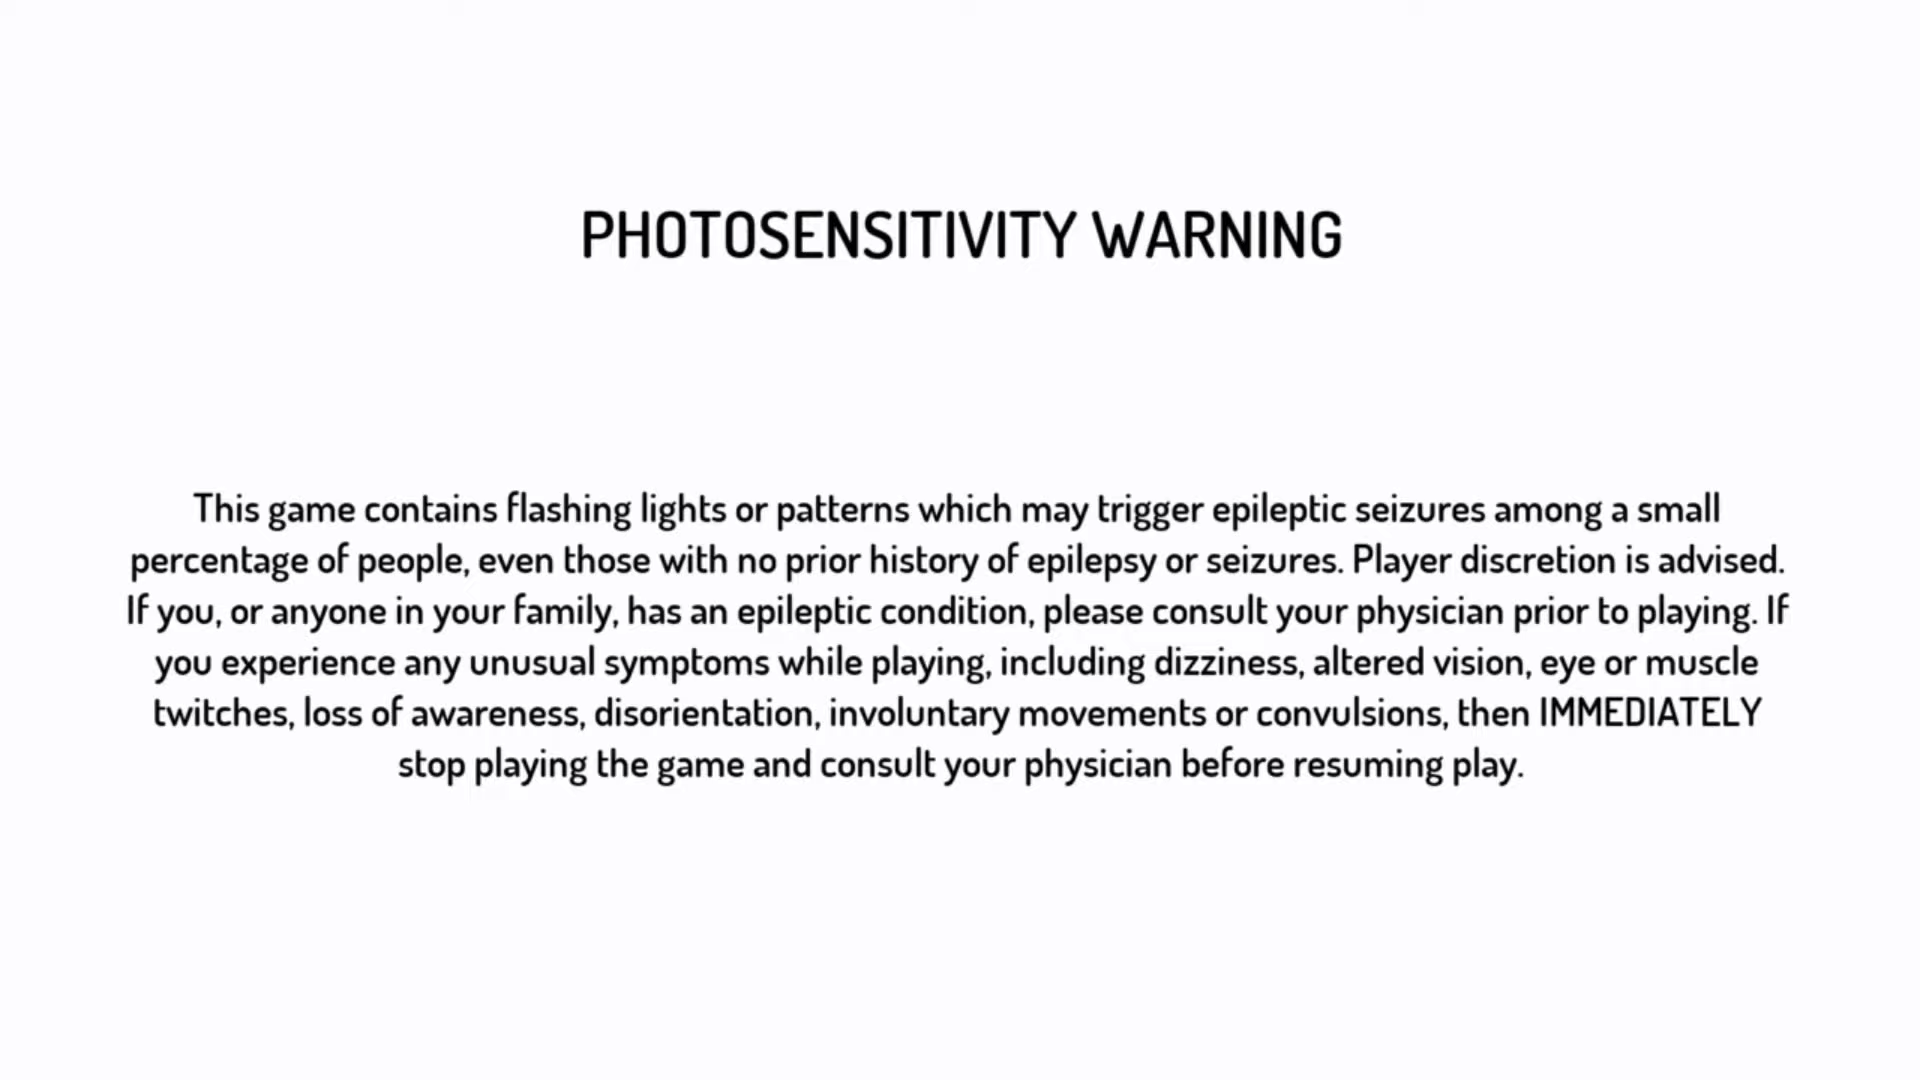 PHOTOSENSITIVITY WARNING
This game contains flashing lights or patterns which may trigger epileptic seizures among a small
percentage of people, even those with no prior history of epilepsy or seizures. Player discretion is advised.
If you, or anyone in your family, has an epileptic condition, please consult your physician prior to playing. If
you experience any unusual symptoms while playing, including dizziness, altered vision, eye or muscle
twitches, loss of awareness, disorientation, involuntary movements or convulsions, then IMMEDIATELY
stop playing the game and consult your physician before resuming play.